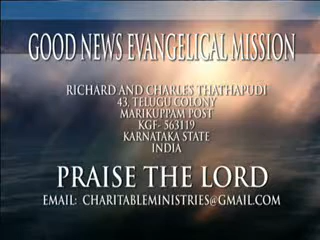 GOOD NEWS EVANGELICAL MISSION
RICHARD AND CHARLES THATHAPUDI
43, TELUGU COLONY
MARIKUPPAM POST
KGF- 563119
KARNATAKA STATE
INDIA
PRAISE THE LORD
EMAIL: CHARITABLEMINISTRIES@GMAIL.COM